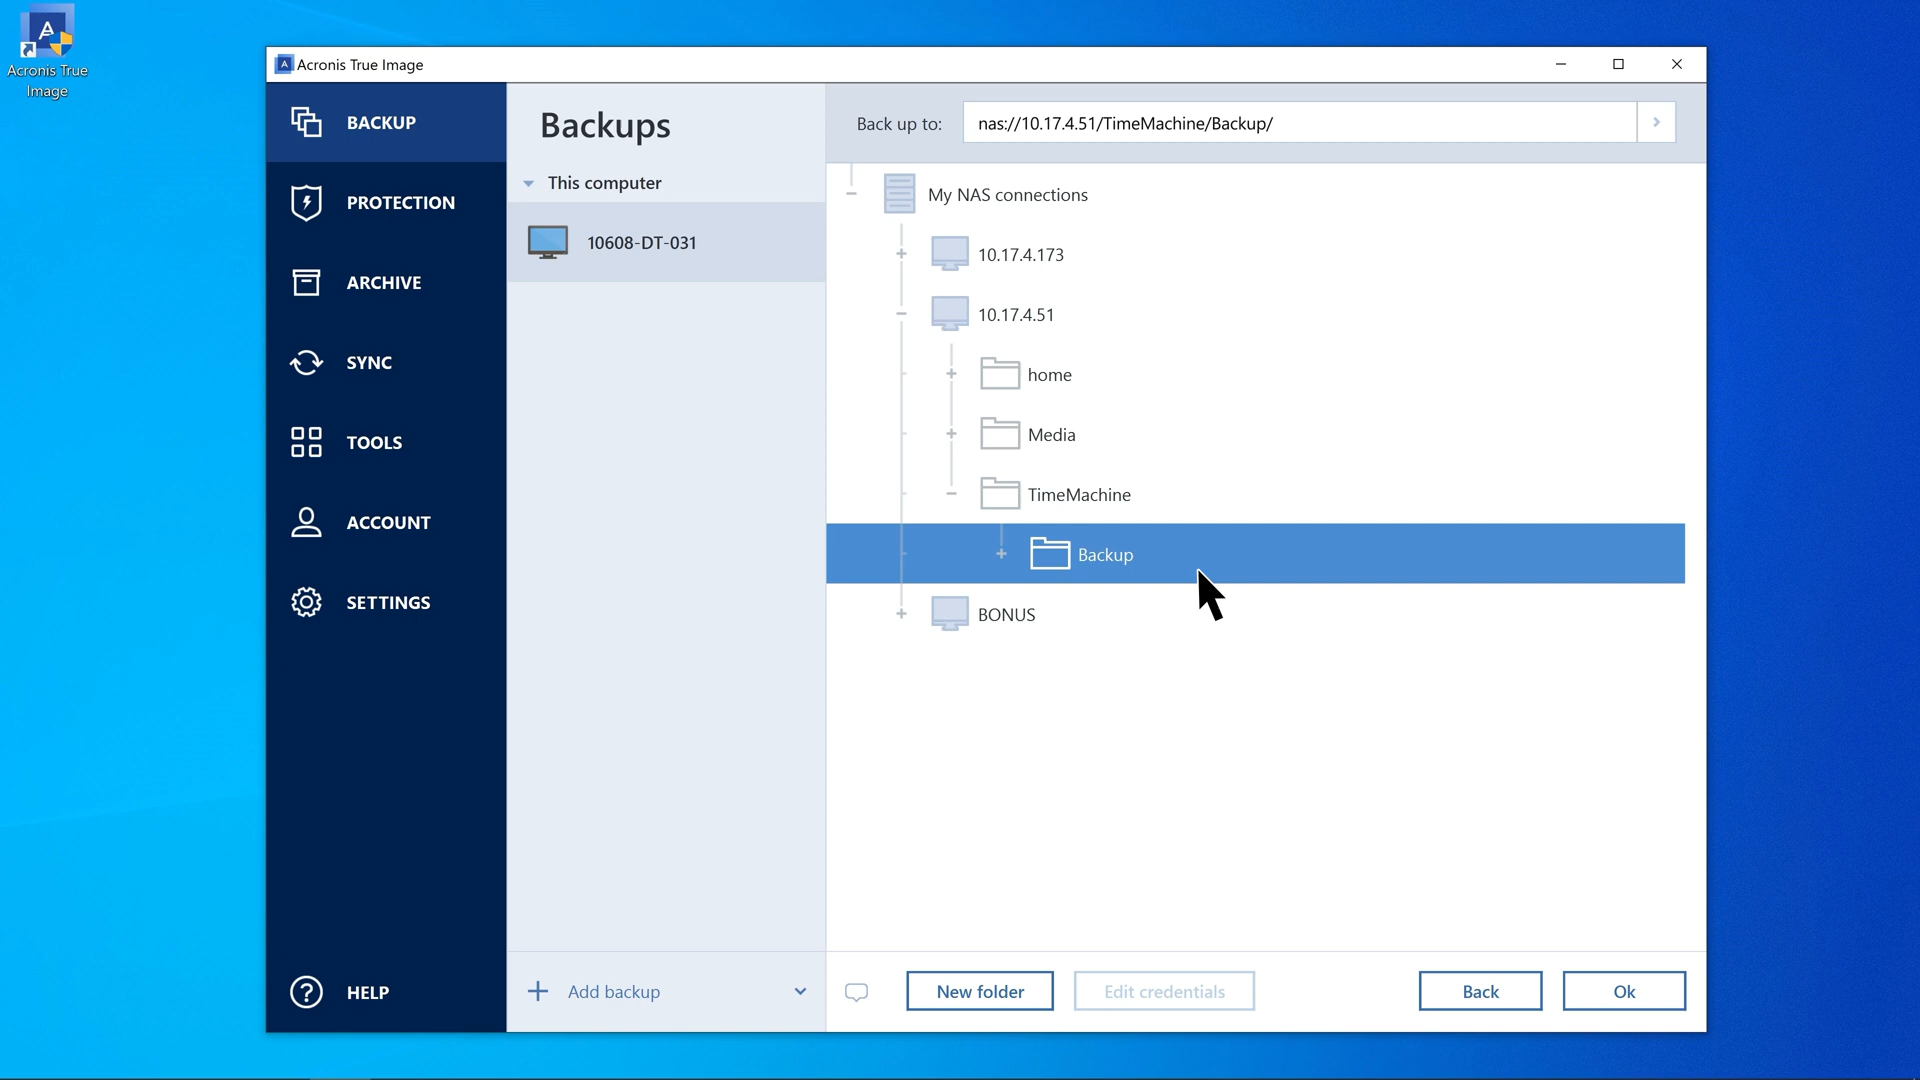 Acronis True
Image
Acronis True Image
BACKUP
PROTECTION
ARCHIVE
SYNC
TOOLS
ACCOUNT
SETTINGS
HELP
Backups
This computer
10608-DT-031
Add backup
Back up to:
nas://10.17.4.51/TimeMachine/Backup/
My NAS connections
10.17.4.173
10.17.4.51
home
Media
TimeMachine
Backup
BONUS
New folder
Edit credentials
Back
Ok